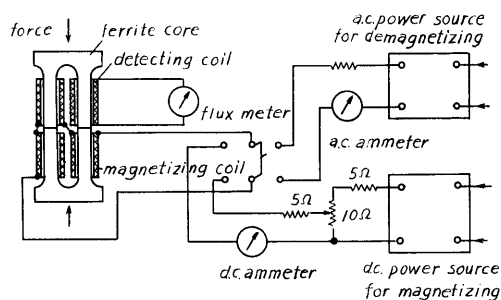 force
ferrite core
detecting coil
flux meter
magnetizing coil
a.c. power source
for demagnetizing
a.c. ammeter
5Ω
5Ω
10Ω
d.c. ammeter
d.c. power source
for magnetizing